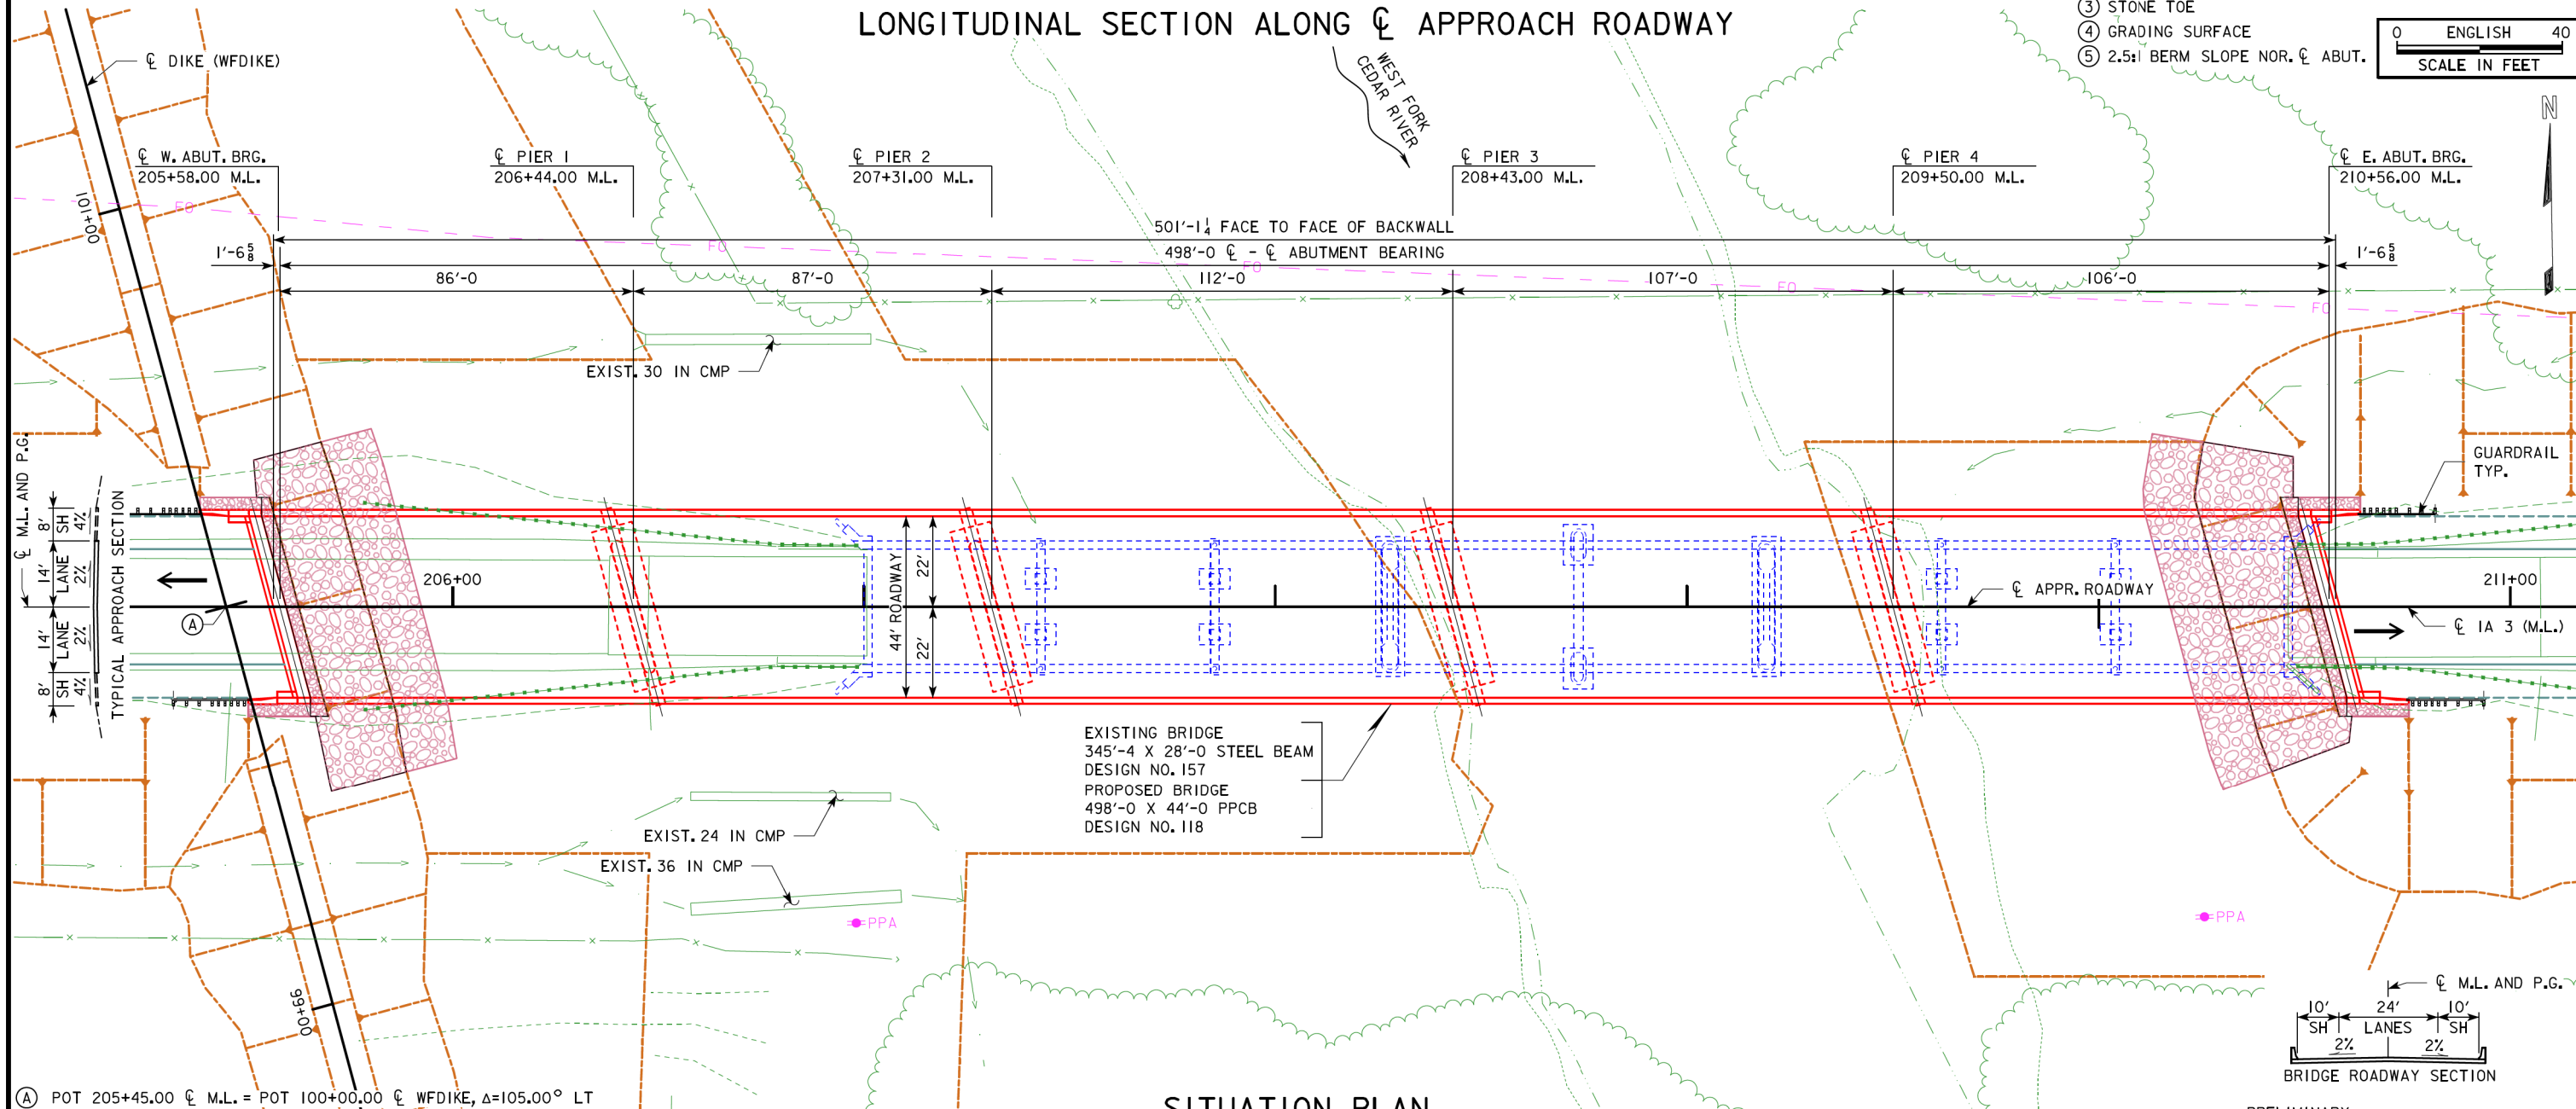 LONGITUDINAL SECTION ALONG ℄ APPROACH ROADWAY
③ STONE TOE
④ GRADING SURFACE
⑤ 2.5:1 BERM SLOPE NOR. ℄ ABUT.
0 ENGLISH 40
SCALE IN FEET
N
℄ DIKE (WFDIKE)
WEST FORK
CEDAR RIVER
℄ W. ABUT. BRG.
205+58.00 M.L.
℄ PIER 1
206+44.00 M.L.
℄ PIER 2
207+31.00 M.L.
℄ PIER 3
208+43.00 M.L.
℄ PIER 4
209+50.00 M.L.
℄ E. ABUT. BRG.
210+56.00 M.L.
101+00
FO
FO
FO
FO
FO
501'-1¼ FACE TO FACE OF BACKWALL
498'-0 ℄ - ℄ ABUTMENT BEARING
1'-6⅝
1'-6⅝
86'-0
87'-0
112'-0
107'-0
106'-0
EXIST. 30 IN CMP
℄ M.L. AND P.G.
8'
SH
4%
14'
LANE
2%
14'
LANE
2%
8'
SH
4%
TYPICAL APPROACH SECTION
GUARDRAIL
TYP.
206+00
44' ROADWAY
22'
22'
℄ APPR. ROADWAY
211+00
℄ IA 3 (M.L.)
A
EXISTING BRIDGE
345'-4 X 28'-0 STEEL BEAM
DESIGN NO. 157
PROPOSED BRIDGE
498'-0 X 44'-0 PPCB
DESIGN NO. 118
EXIST. 24 IN CMP
EXIST. 36 IN CMP
PPA
PPA
99+00
℄ M.L. AND P.G.
10' 24' 10'
SH LANES SH
2% 2%
BRIDGE ROADWAY SECTION
Ⓐ POT 205+45.00 ℄ M.L. = POT 100+00.00 ℄ WFDIKE, Δ=105.00° LT
SITUATION PLAN
PRELIMINARY